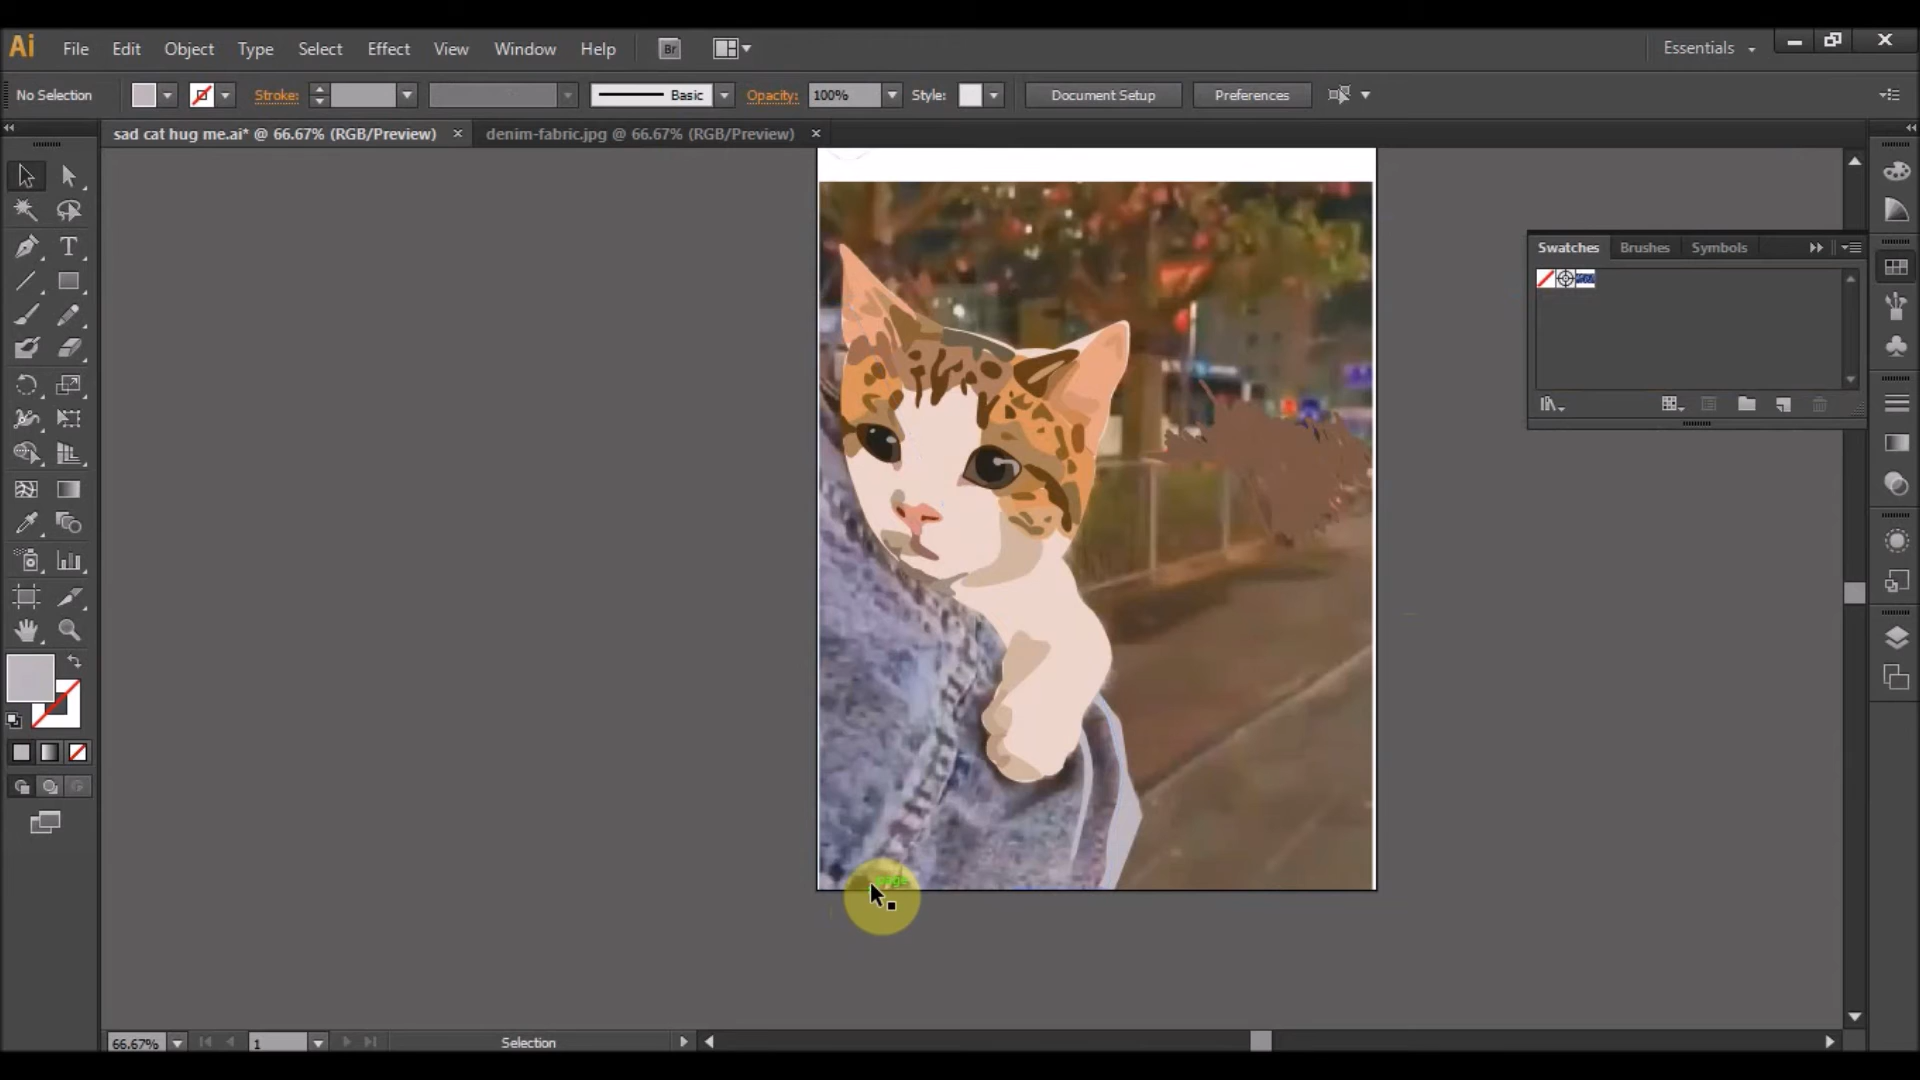 Ai File Edit Object Type Select Effect View Window Help Br Essentials
No Selection Stroke: Basic Opacity: 100% Style: Document Setup Preferences
sad cat hug me.ai* @ 66.67% (RGB/Preview) denim-fabric.jpg @ 66.67% (RGB/Preview)
Swatches Brushes Symbols
66.67% 1 Selection